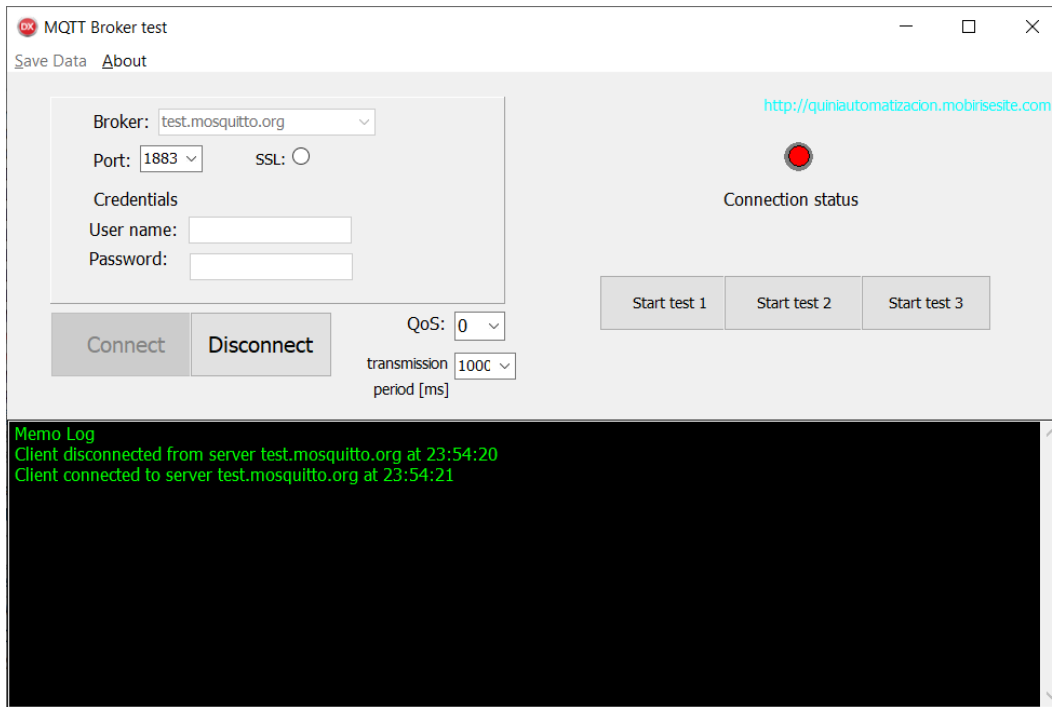 MQTT Broker test
Save Data About
http://quiniautomatizacion.mobirisesite.com
Broker: test.mosquitto.org
Port: 1883 SSL:
Connection status
Credentials
User name:
Password:
Start test 1 Start test 2 Start test 3
Connect Disconnect
QoS: 0
transmission period [ms] 1000
Memo Log
Client disconnected from server test.mosquitto.org at 23:54:20
Client connected to server test.mosquitto.org at 23:54:21